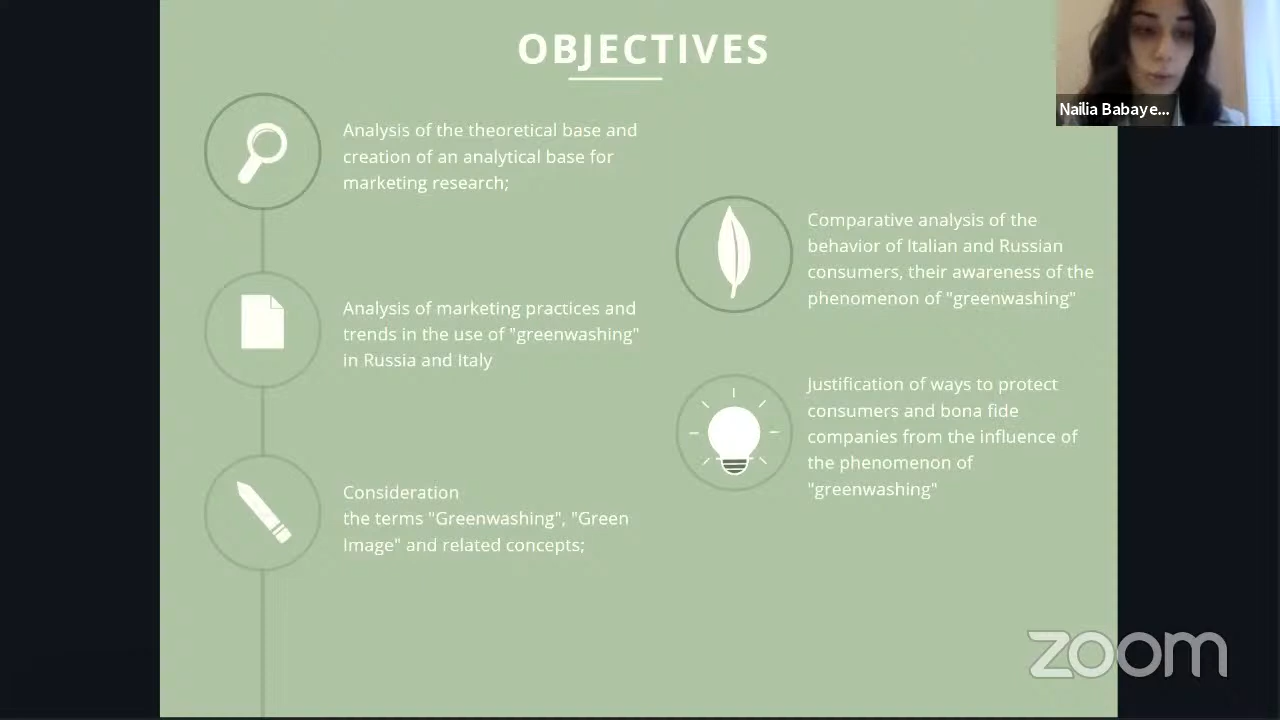 OBJECTIVES
Analysis of the theoretical base and
creation of an analytical base for
marketing research;
Analysis of marketing practices and
trends in the use of "greenwashing"
in Russia and Italy
Consideration
the terms "Greenwashing", "Green
Image" and related concepts;
Comparative analysis of the
behavior of Italian and Russian
consumers, their awareness of the
phenomenon of "greenwashing"
Justification of ways to protect
consumers and bona fide
companies from the influence of
the phenomenon of
"greenwashing"
Nailia Babaye...
zoom